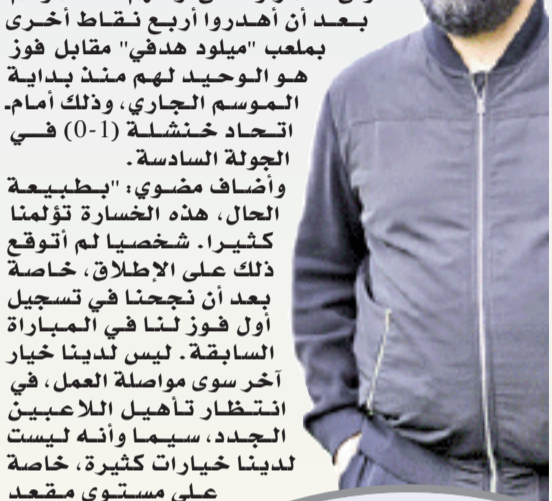 بعد أن أهدروا أربع نقاط أخرى
بملعب "ميلود هدفي" مقابل فوز
هو الوحيد لهم منذ بداية
الموسم الجاري، وذلك أمام
اتحاد خنشلة (1-0) في
الجولة السادسة.
وأضاف مضوي: "بطبيعة
الحال، هذه الخسارة تؤلمنا
كثيرا. شخصيا لم أتوقع
ذلك على الإطلاق، خاصة
بعد أن نجحنا في تسجيل
أول فوز لنا في المباراة
السابقة. ليس لدينا خيار
آخر سوى مواصلة العمل، في
انتظار تأهيل اللاعبين
الجدد، سيما وأنه ليست
لدينا خيارات كثيرة، خاصة
على مستوى مقعد